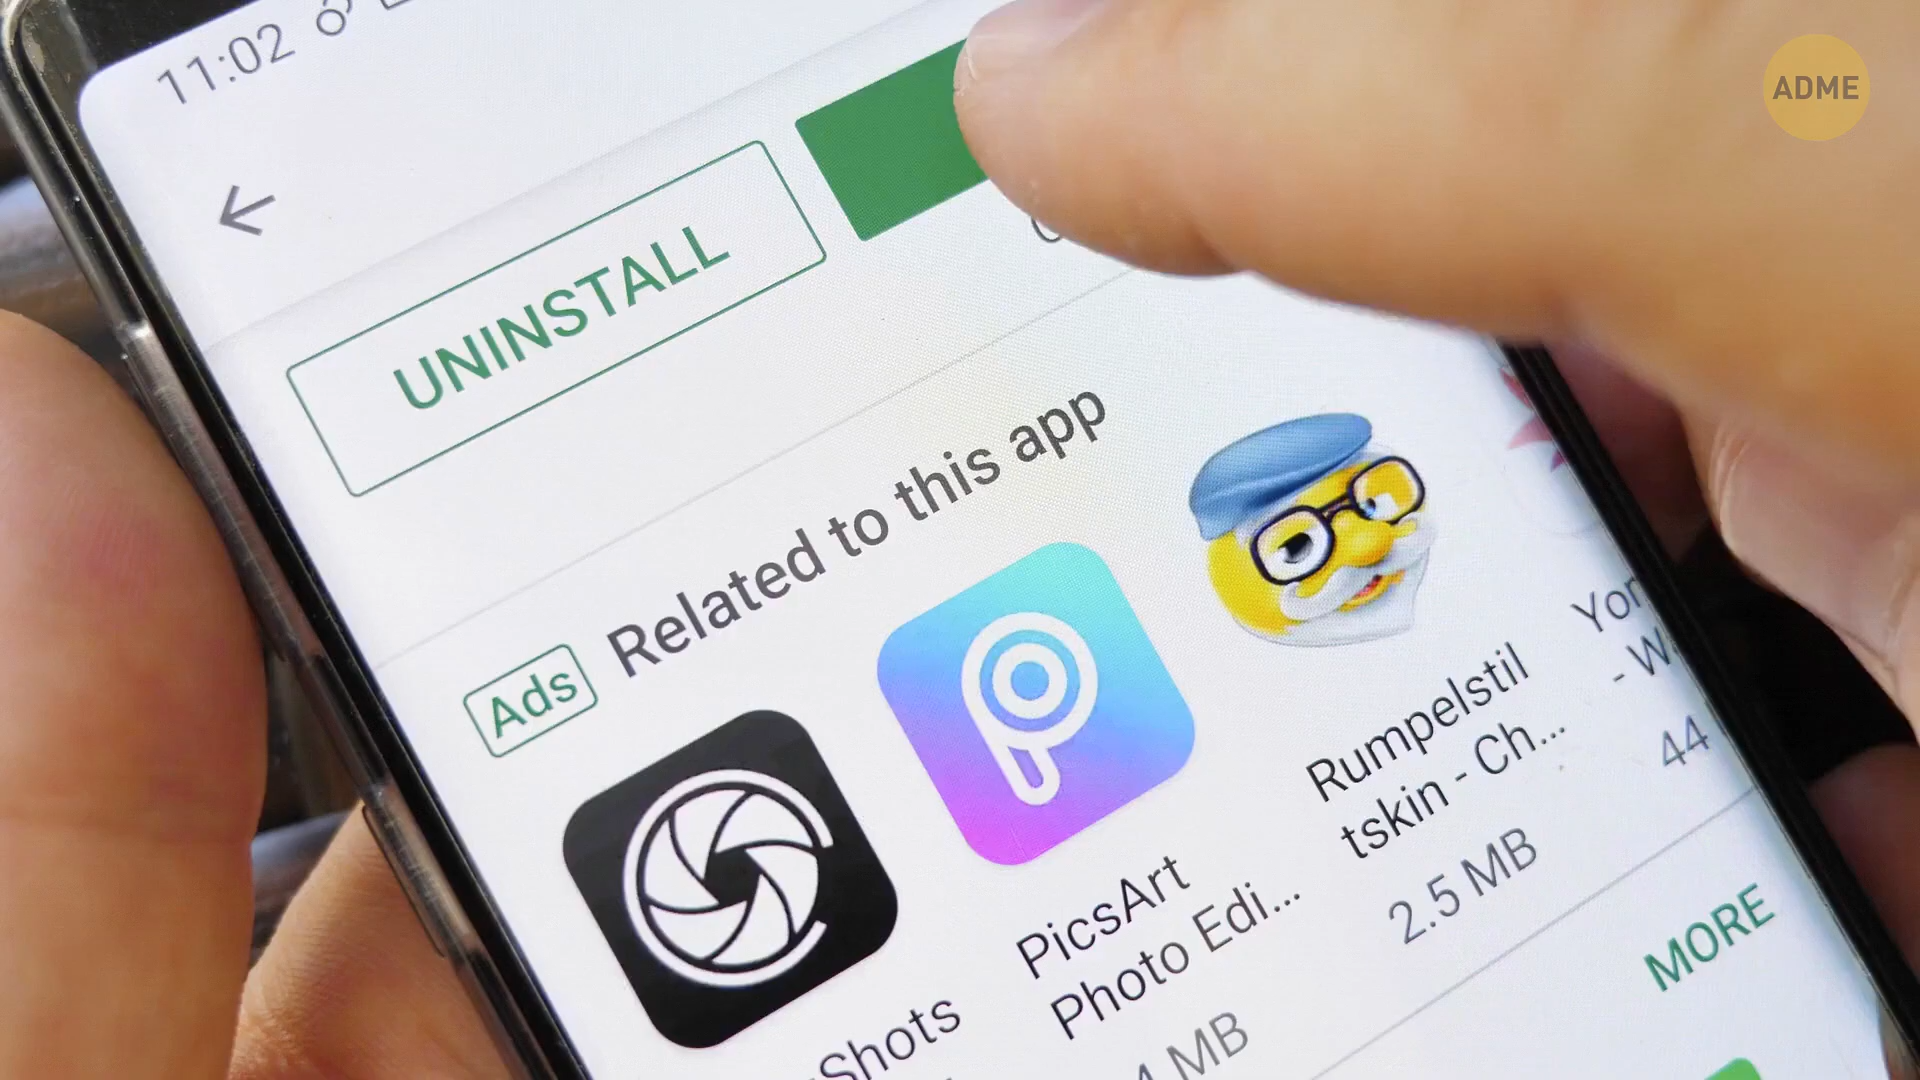 11:02
ADME
UNINSTALL
Ads Related to this app
Shots
PicsArt
Photo Edi...
MB
Rumpelstil
tskin - Ch...
2.5 MB
Yor
- W
44
MORE